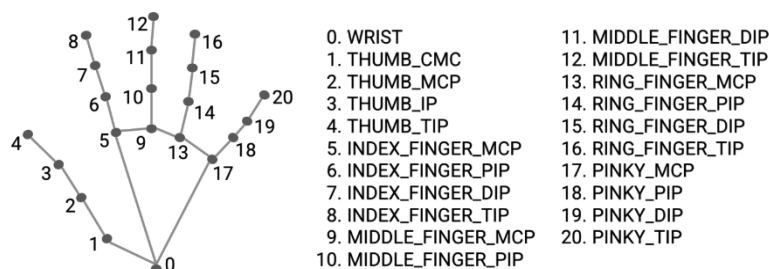 12
8
16
11
7
15
6
10
20
14
4
5
9
19
13
18
3
17
2
1
0
0. WRIST
1. THUMB_CMC
2. THUMB_MCP
3. THUMB_IP
4. THUMB_TIP
5. INDEX_FINGER_MCP
6. INDEX_FINGER_PIP
7. INDEX_FINGER_DIP
8. INDEX_FINGER_TIP
9. MIDDLE_FINGER_MCP
10. MIDDLE_FINGER_PIP
11. MIDDLE_FINGER_DIP
12. MIDDLE_FINGER_TIP
13. RING_FINGER_MCP
14. RING_FINGER_PIP
15. RING_FINGER_DIP
16. RING_FINGER_TIP
17. PINKY_MCP
18. PINKY_PIP
19. PINKY_DIP
20. PINKY_TIP